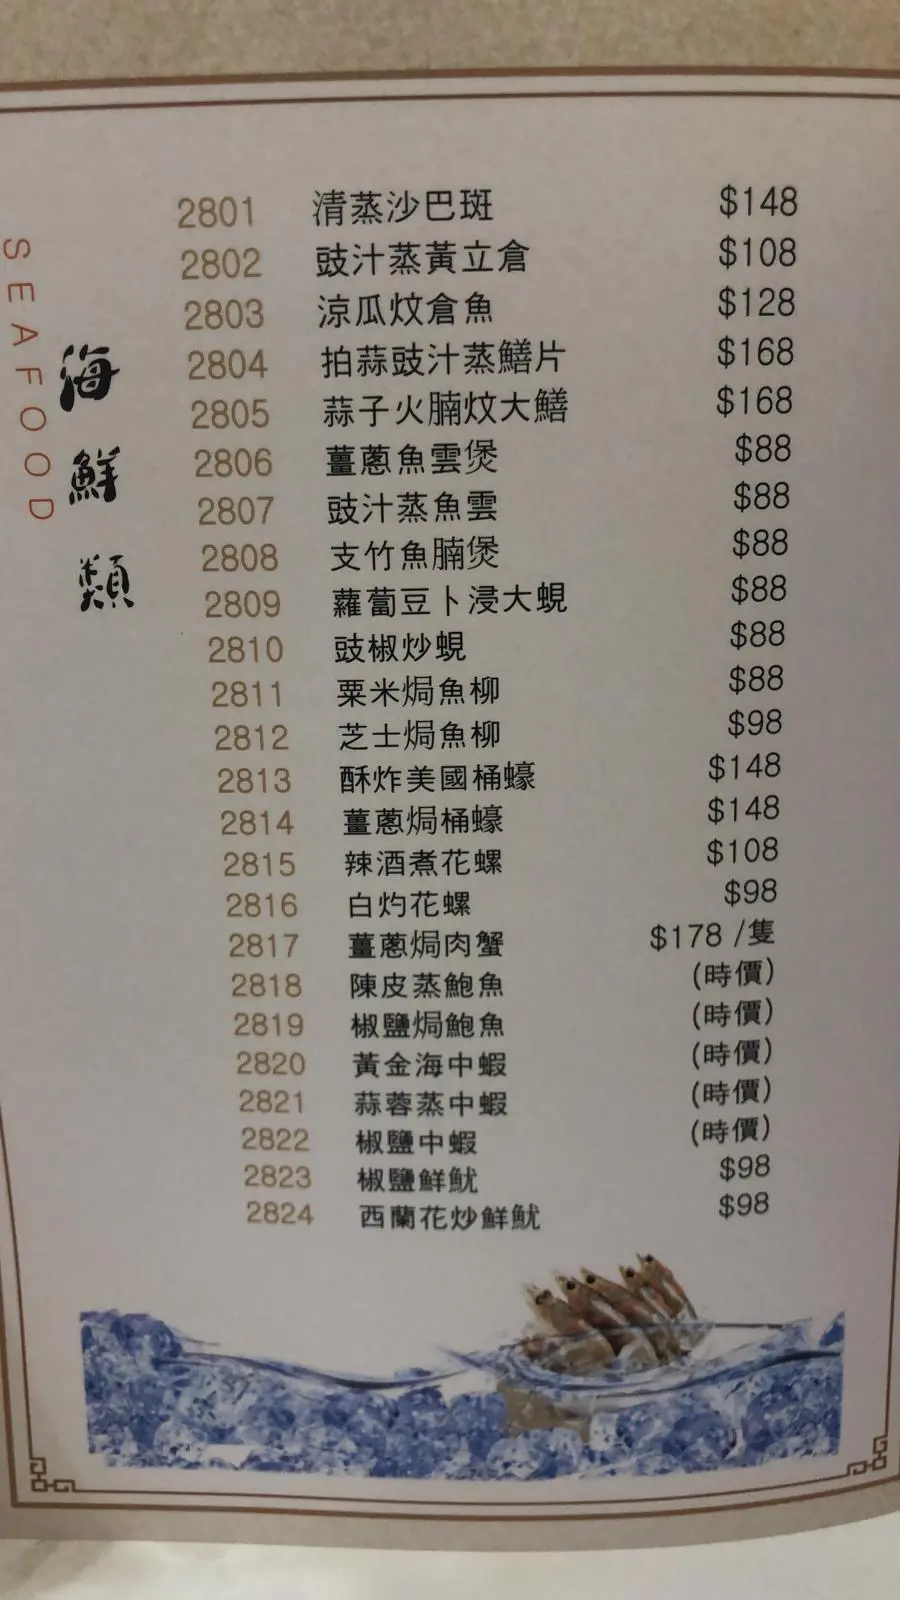 SEAFOOD
海鮮類
2801 清蒸沙巴斑 $148
2802 豉汁蒸黃立倉 $108
2803 涼瓜炆倉魚 $128
2804 拍蒜豉汁蒸鱔片 $168
2805 蒜子火腩炆大鱔 $168
2806 薑蔥魚雲煲 $88
2807 豉汁蒸魚雲 $88
2808 支竹魚腩煲 $88
2809 蘿蔔豆卜浸大蜆 $88
2810 豉椒炒蜆 $88
2811 粟米焗魚柳 $88
2812 芝士焗魚柳 $98
2813 酥炸美國桶蠔 $148
2814 薑蔥焗桶蠔 $148
2815 辣酒煮花螺 $108
2816 白灼花螺 $98
2817 薑蔥焗肉蟹 $178 /隻
2818 陳皮蒸鮑魚 (時價)
2819 椒鹽焗鮑魚 (時價)
2820 黃金海中蝦 (時價)
2821 蒜蓉蒸中蝦 (時價)
2822 椒鹽中蝦 (時價)
2823 椒鹽鮮魷 $98
2824 西蘭花炒鮮魷 $98